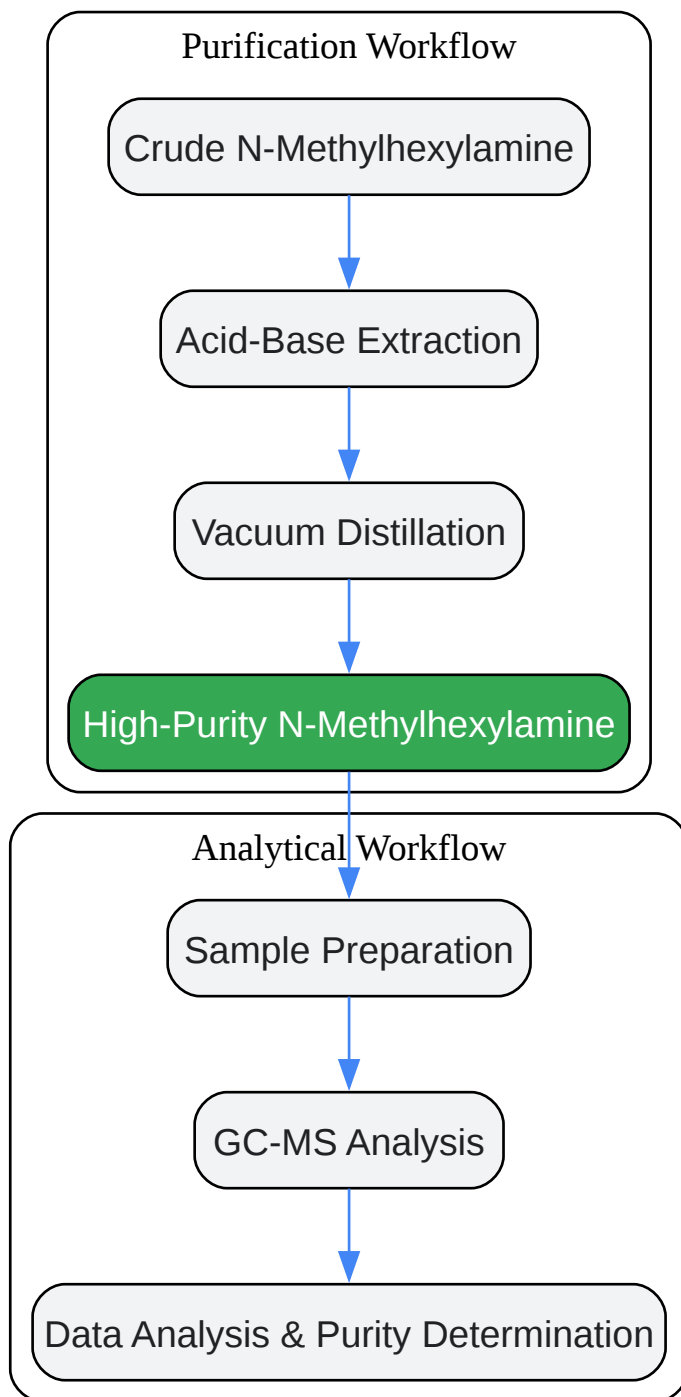 Purification Workflow
Crude N-Methylhexylamine
Acid-Base Extraction
Vacuum Distillation
High-Purity N-Methylhexylamine
Analytical Workflow
Sample Preparation
GC-MS Analysis
Data Analysis & Purity Determination